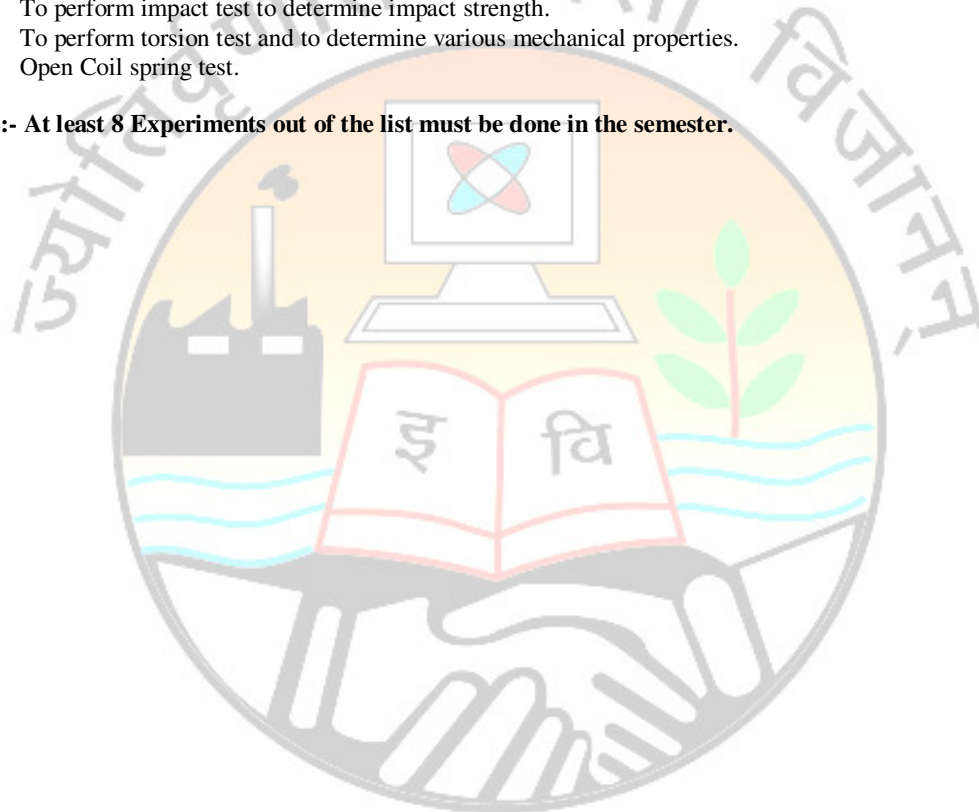 To perform impact test to determine impact strength.
To perform torsion test and to determine various mechanical properties.
Open Coil spring test.
:- At least 8 Experiments out of the list must be done in the semester.
इ वि